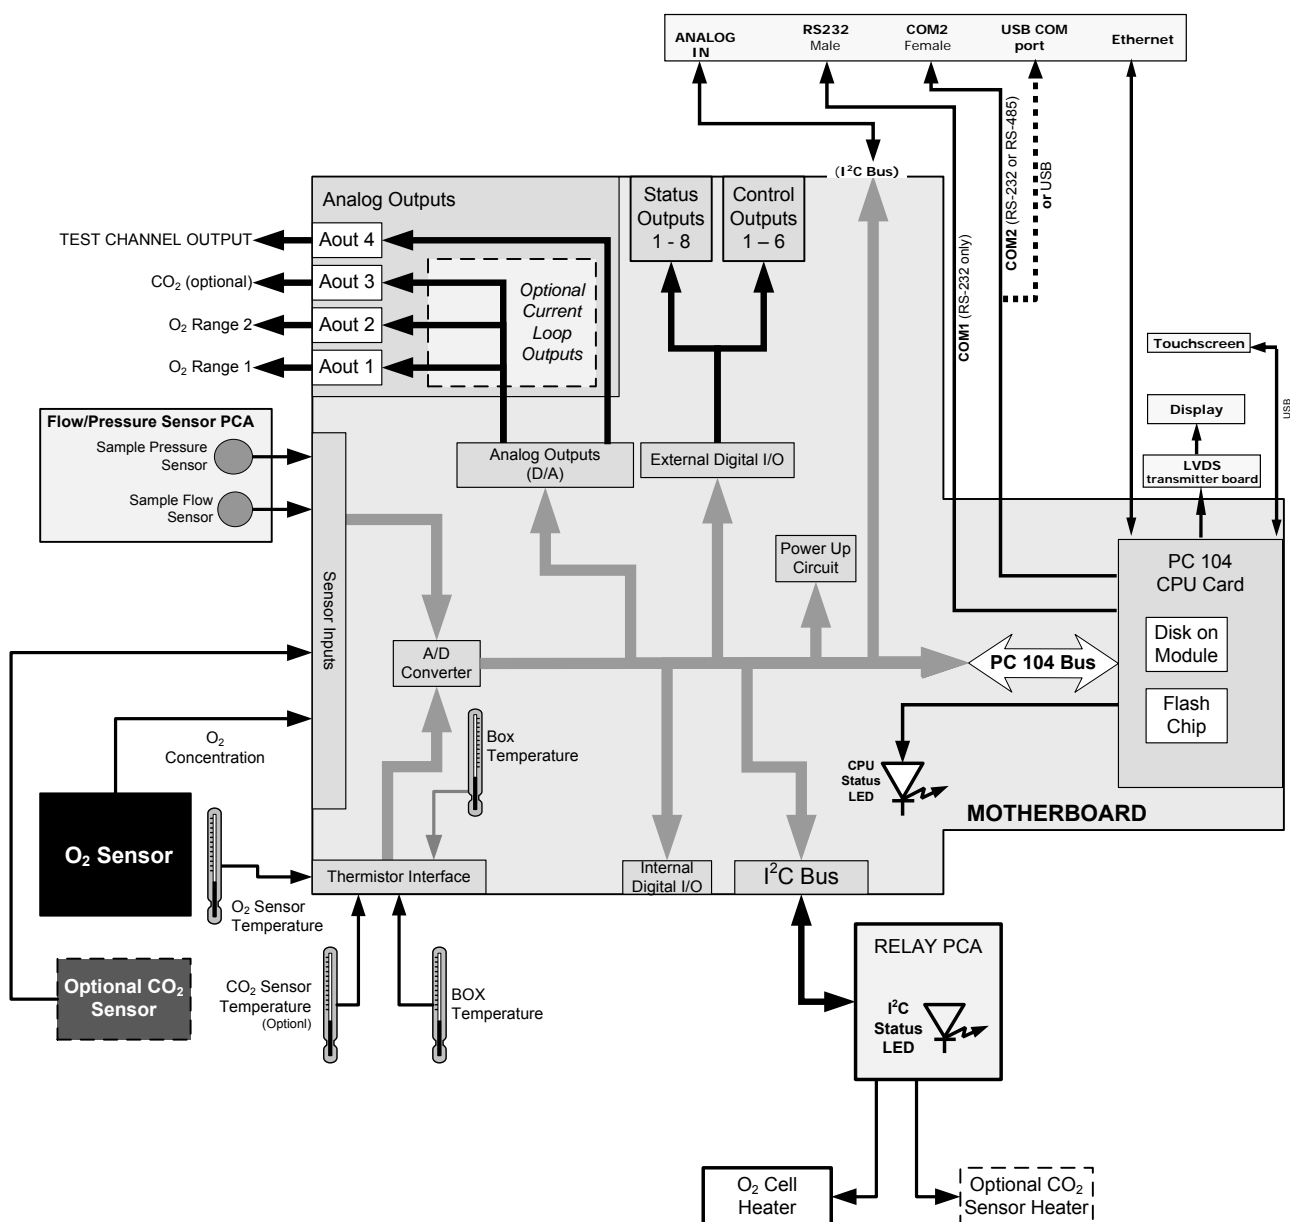 ANALOG
IN
RS232
Male
COM2
Female
USB COM
port
Ethernet
(I²C Bus)
COM1 (RS-232 only)
COM2 (RS-232 or RS-485)
or USB
Analog Outputs
Status
Outputs
1 - 8
Control
Outputs
1 – 6
TEST CHANNEL OUTPUT
Aout 4
CO₂ (optional)
Aout 3
O₂ Range 2
Aout 2
O₂ Range 1
Aout 1
Optional
Current
Loop
Outputs
Touchscreen
USB
Display
LVDS
transmitter board
Flow/Pressure Sensor PCA
Sample Pressure
Sensor
Sample Flow
Sensor
Analog Outputs
(D/A)
External Digital I/O
Power Up
Circuit
PC 104
CPU Card
Disk on
Module
Flash
Chip
Sensor Inputs
A/D
Converter
PC 104 Bus
Box
Temperature
O₂
Concentration
CPU
Status
LED
MOTHERBOARD
O₂ Sensor
Thermistor Interface
Internal
Digital I/O
I²C Bus
O₂ Sensor
Temperature
Optional CO₂
Sensor
CO₂ Sensor
Temperature
(Optionl)
BOX
Temperature
RELAY PCA
I²C
Status
LED
O₂ Cell
Heater
Optional CO₂
Sensor Heater